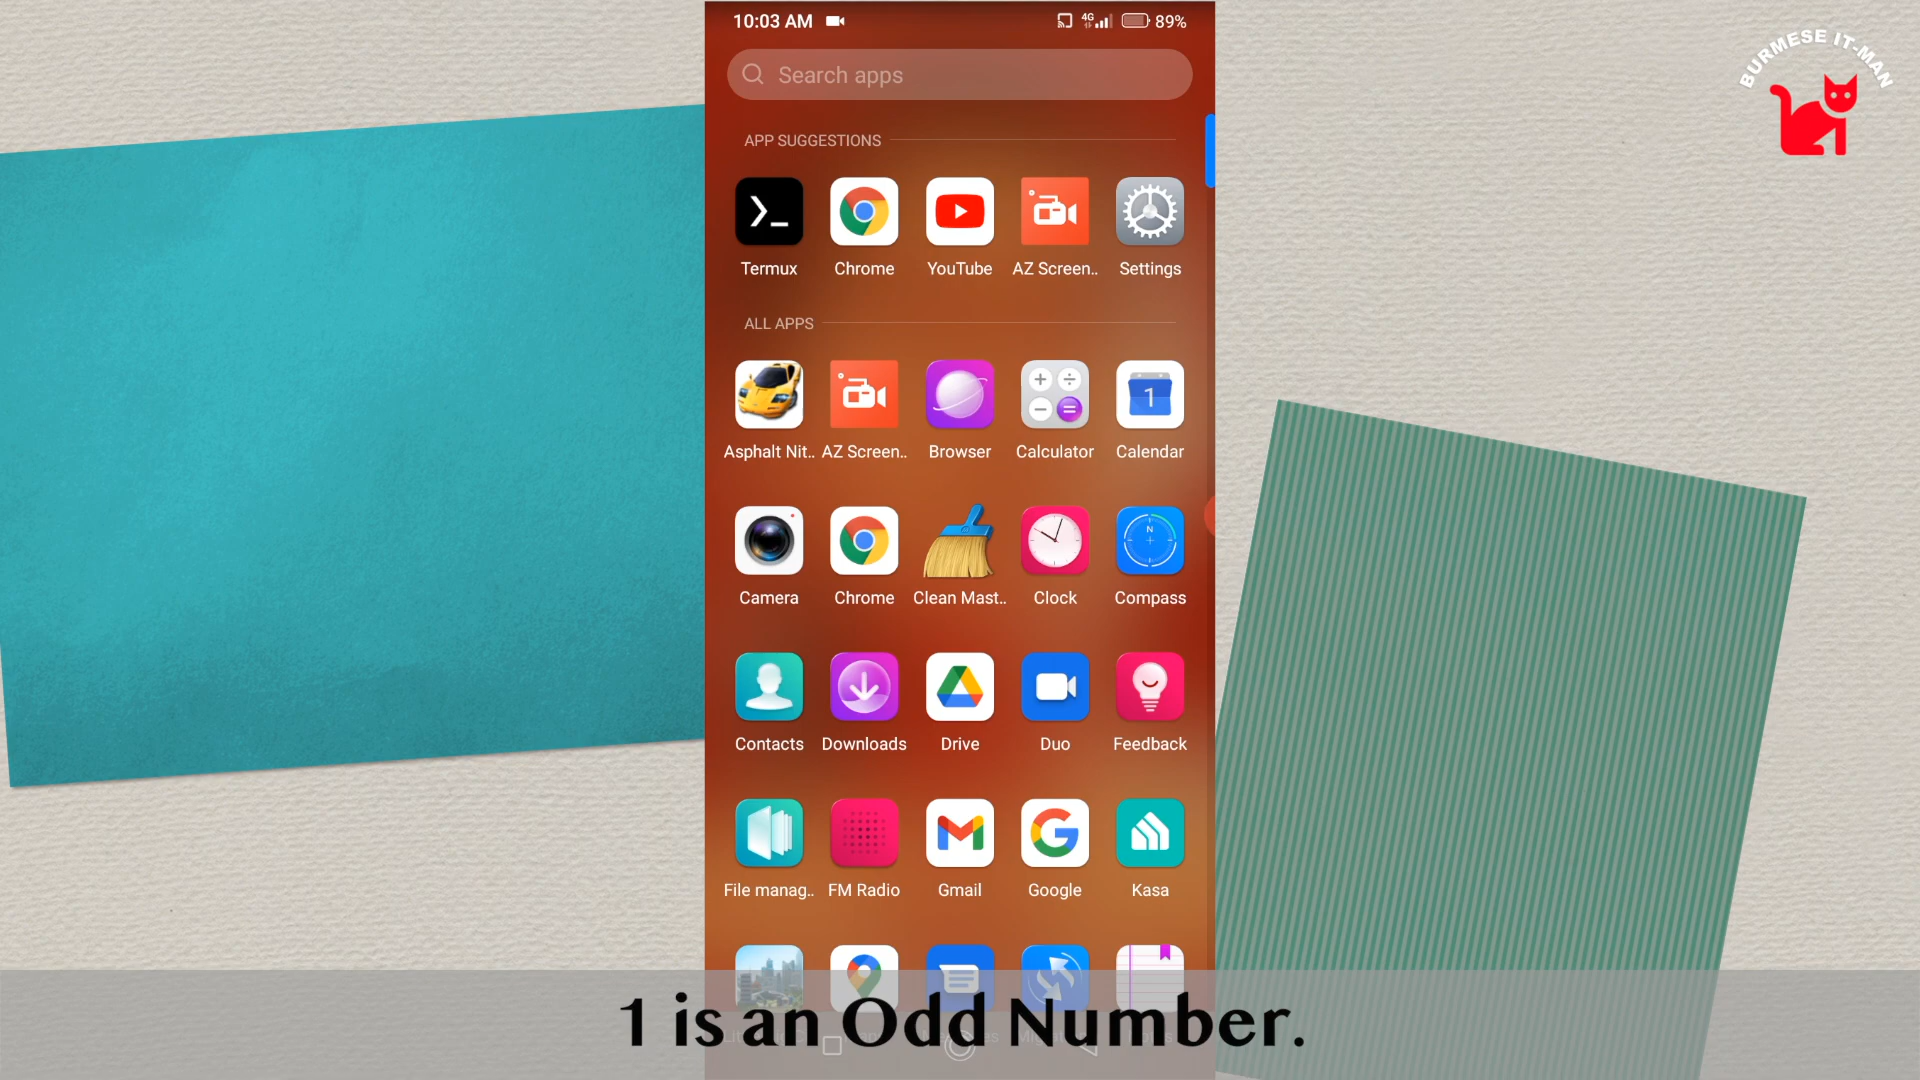 10:03 AM 4G 89%
BURMESE IT-MAN
Search apps
APP SUGGESTIONS
Termux Chrome YouTube AZ Screen.. Settings
ALL APPS
1
Asphalt Nit.. AZ Screen.. Browser Calculator Calendar
N
Camera Chrome Clean Mast.. Clock Compass
Contacts Downloads Drive Duo Feedback
File manag.. FM Radio Gmail Google Kasa
1 is an Odd Number.